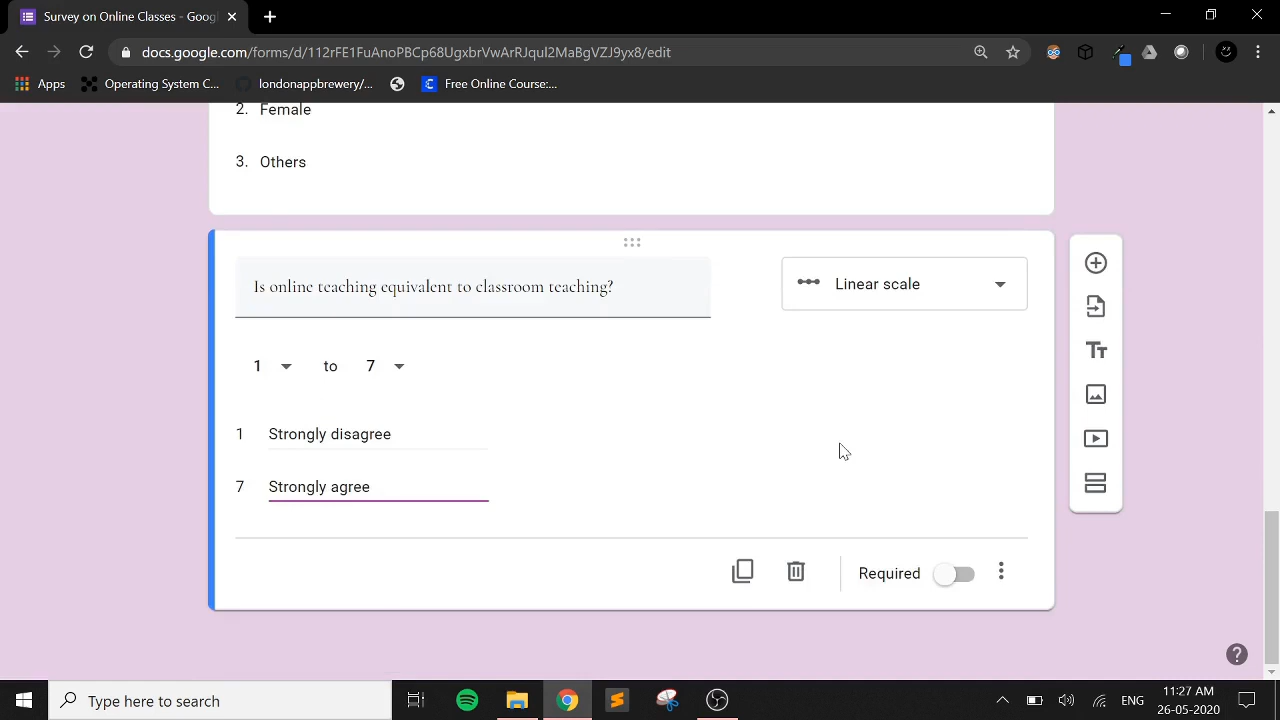 Survey on Online Classes - Googl
docs.google.com/forms/d/112rFE1FuAnoPBCp68UgxbrVwArRJqul2MaBgVZJ9yx8/edit
Apps
Operating System C...
londonappbrewery/...
Free Online Course:...
2. Female
3. Others
Is online teaching equivalent to classroom teaching?
Linear scale
1 to 7
1 Strongly disagree
7 Strongly agree
Required
Type here to search
ENG
11:27 AM
26-05-2020